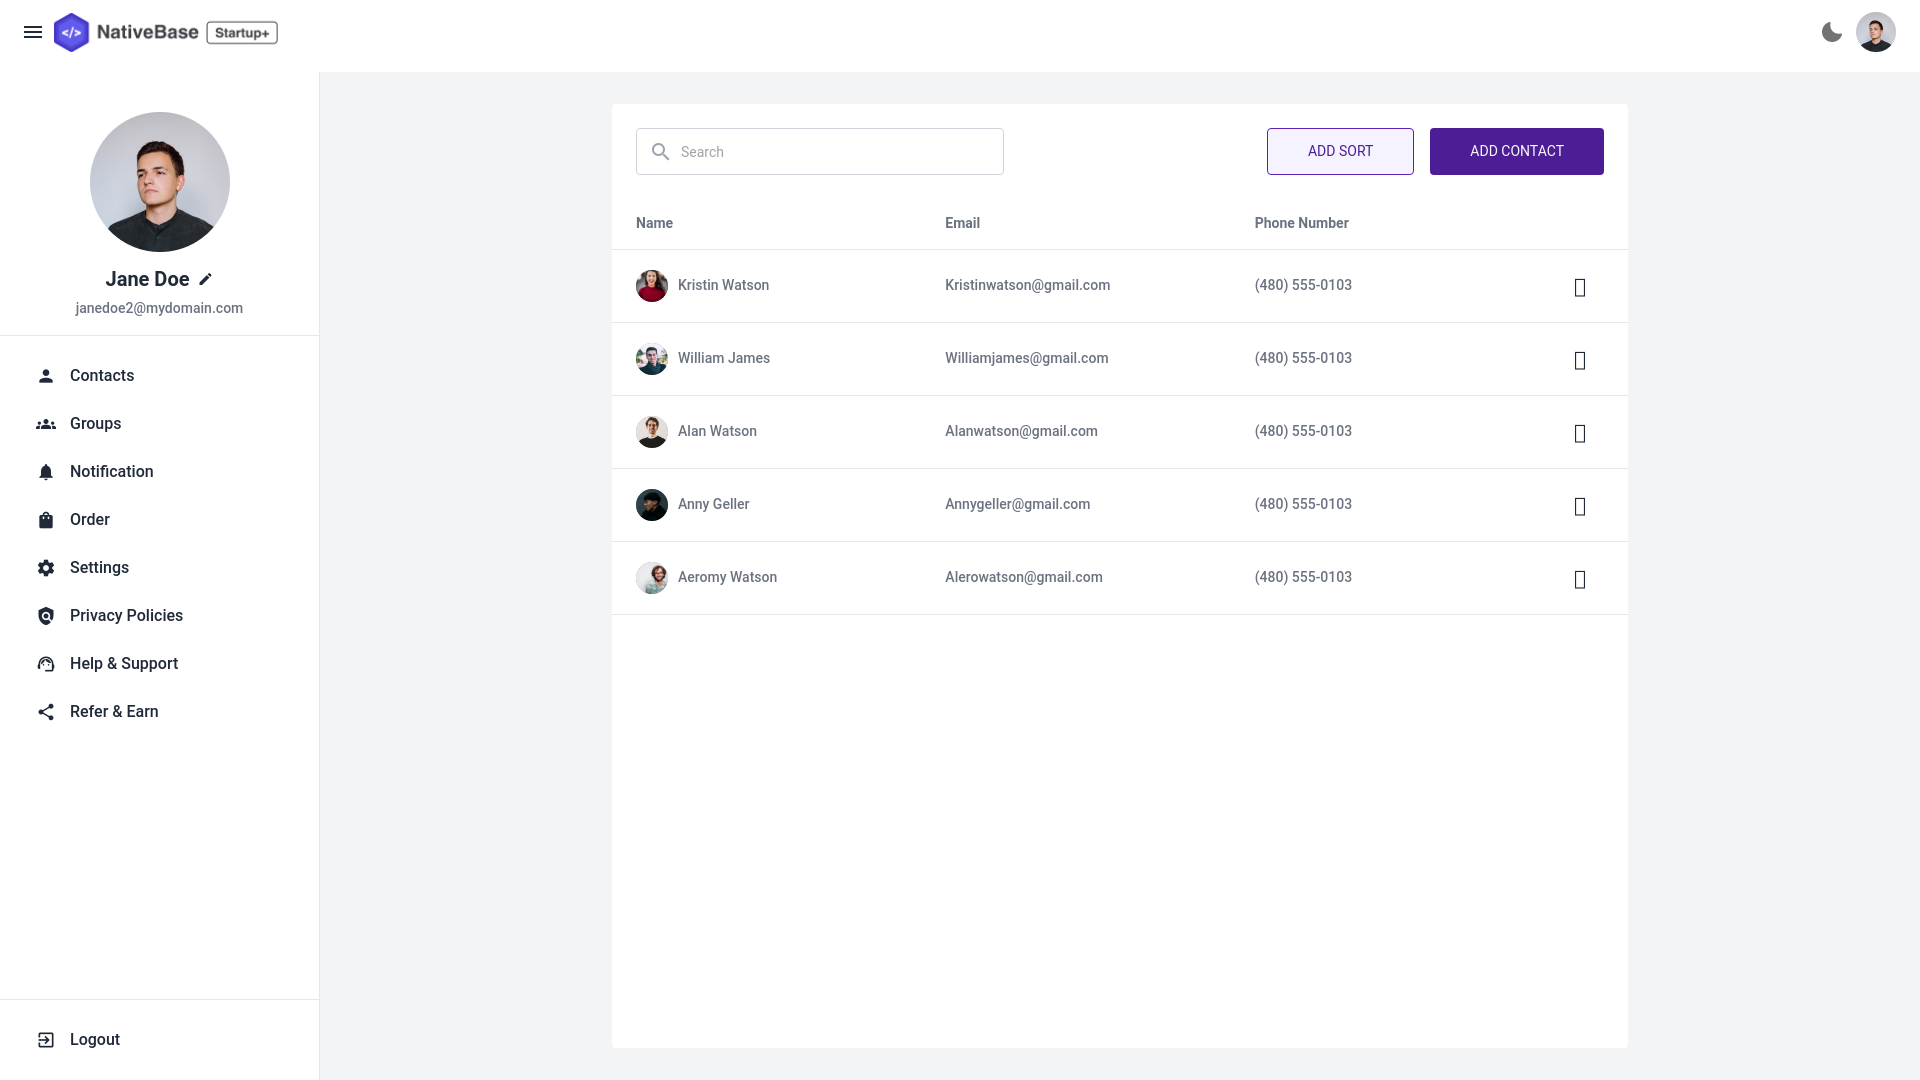 NativeBase Startup+
Jane Doe
janedoe2@mydomain.com
Contacts
Groups
Notification
Order
Settings
Privacy Policies
Help & Support
Refer & Earn
Logout
Search
ADD SORT
ADD CONTACT
Name Email Phone Number
Kristin Watson Kristinwatson@gmail.com (480) 555-0103
William James Williamjames@gmail.com (480) 555-0103
Alan Watson Alanwatson@gmail.com (480) 555-0103
Anny Geller Annygeller@gmail.com (480) 555-0103
Aeromy Watson Alerowatson@gmail.com (480) 555-0103